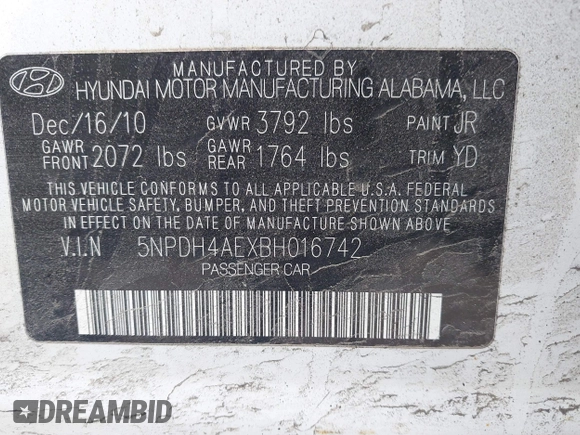 MANUFACTURED BY
HYUNDAI MOTOR MANUFACTURING ALABAMA, LLC
Dec/16/10 GVWR 3792 lbs PAINT JR
GAWR FRONT 2072 lbs GAWR REAR 1764 lbs TRIM YD
THIS VEHICLE CONFORMS TO ALL APPLICABLE U.S.A. FEDERAL
MOTOR VEHICLE SAFETY, BUMPER, AND THEFT PREVENTION STANDARDS
IN EFFECT ON THE DATE OF MANUFACTURE SHOWN ABOVE
V.I.N 5NPDH4AEXBH016742
PASSENGER CAR
DREAMBID